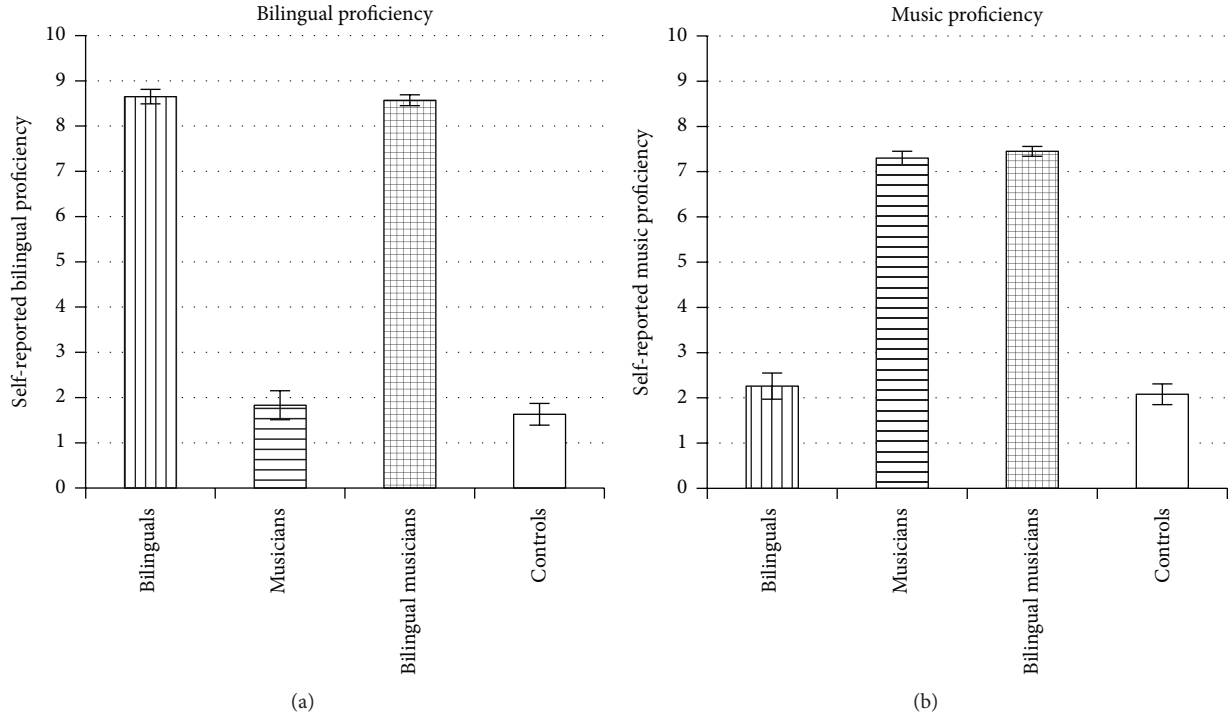 Bilingual proficiency
10
9
8
7
6
5
4
3
2
1
0
Self-reported bilingual proficiency
Bilinguals
Musicians
Bilingual musicians
Controls
(a)
Music proficiency
10
9
8
7
6
5
4
3
2
1
0
Self-reported music proficiency
Bilinguals
Musicians
Bilingual musicians
Controls
(b)